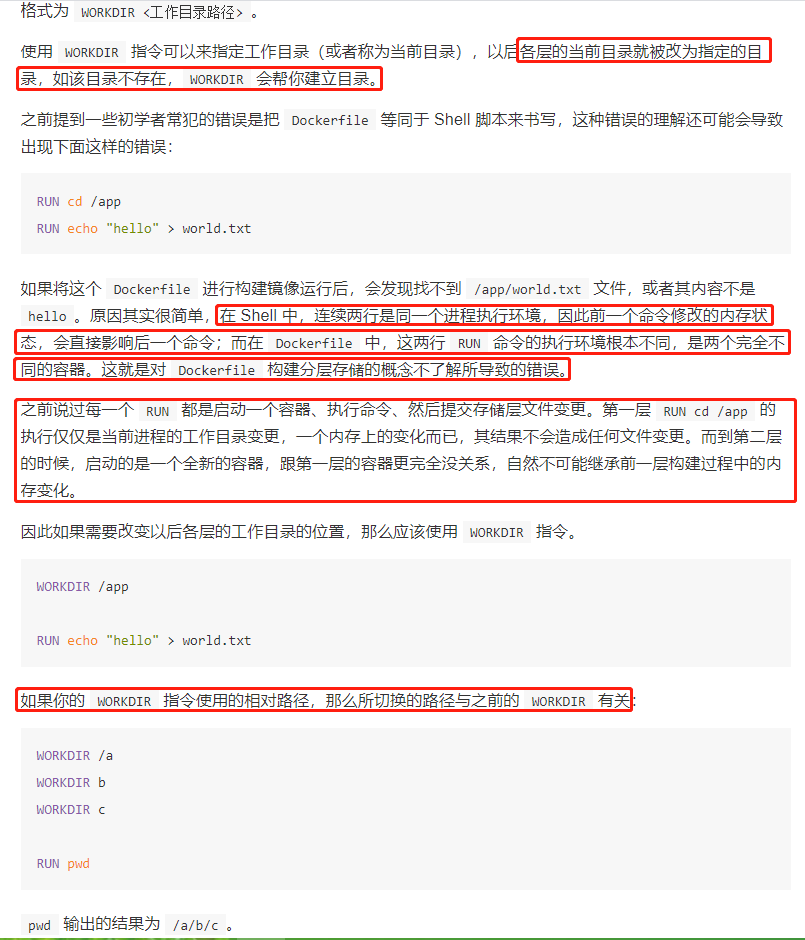 格式为 WORKDIR <工作目录路径> 。
使用 WORKDIR 指令可以来指定工作目录（或者称为当前目录），以后各层的当前目录就被改为指定的目
录，如该目录不存在， WORKDIR 会帮你建立目录。
之前提到一些初学者常犯的错误是把 Dockerfile 等同于 Shell 脚本来书写，这种错误的理解还可能会导致
出现下面这样的错误：
RUN cd /app
RUN echo "hello" > world.txt
如果将这个 Dockerfile 进行构建镜像运行后，会发现找不到 /app/world.txt 文件，或者其内容不是
hello 。原因其实很简单，在 Shell 中，连续两行是同一个进程执行环境，因此前一个命令修改的内存状
态，会直接影响后一个命令；而在 Dockerfile 中，这两行 RUN 命令的执行环境根本不同，是两个完全不
同的容器。这就是对 Dockerfile 构建分层存储的概念不了解所导致的错误。
之前说过每一个 RUN 都是启动一个容器、执行命令、然后提交存储层文件变更。第一层 RUN cd /app 的
执行仅仅是当前进程的工作目录变更，一个内存上的变化而已，其结果不会造成任何文件变更。而到第二层
的时候，启动的是一个全新的容器，跟第一层的容器更完全没关系，自然不可能继承前一层构建过程中的内
存变化。
因此如果需要改变以后各层的工作目录的位置，那么应该使用 WORKDIR 指令。
WORKDIR /app
RUN echo "hello" > world.txt
如果你的 WORKDIR 指令使用的相对路径，那么所切换的路径与之前的 WORKDIR 有关：
WORKDIR /a
WORKDIR b
WORKDIR c
RUN pwd
pwd 输出的结果为 /a/b/c 。